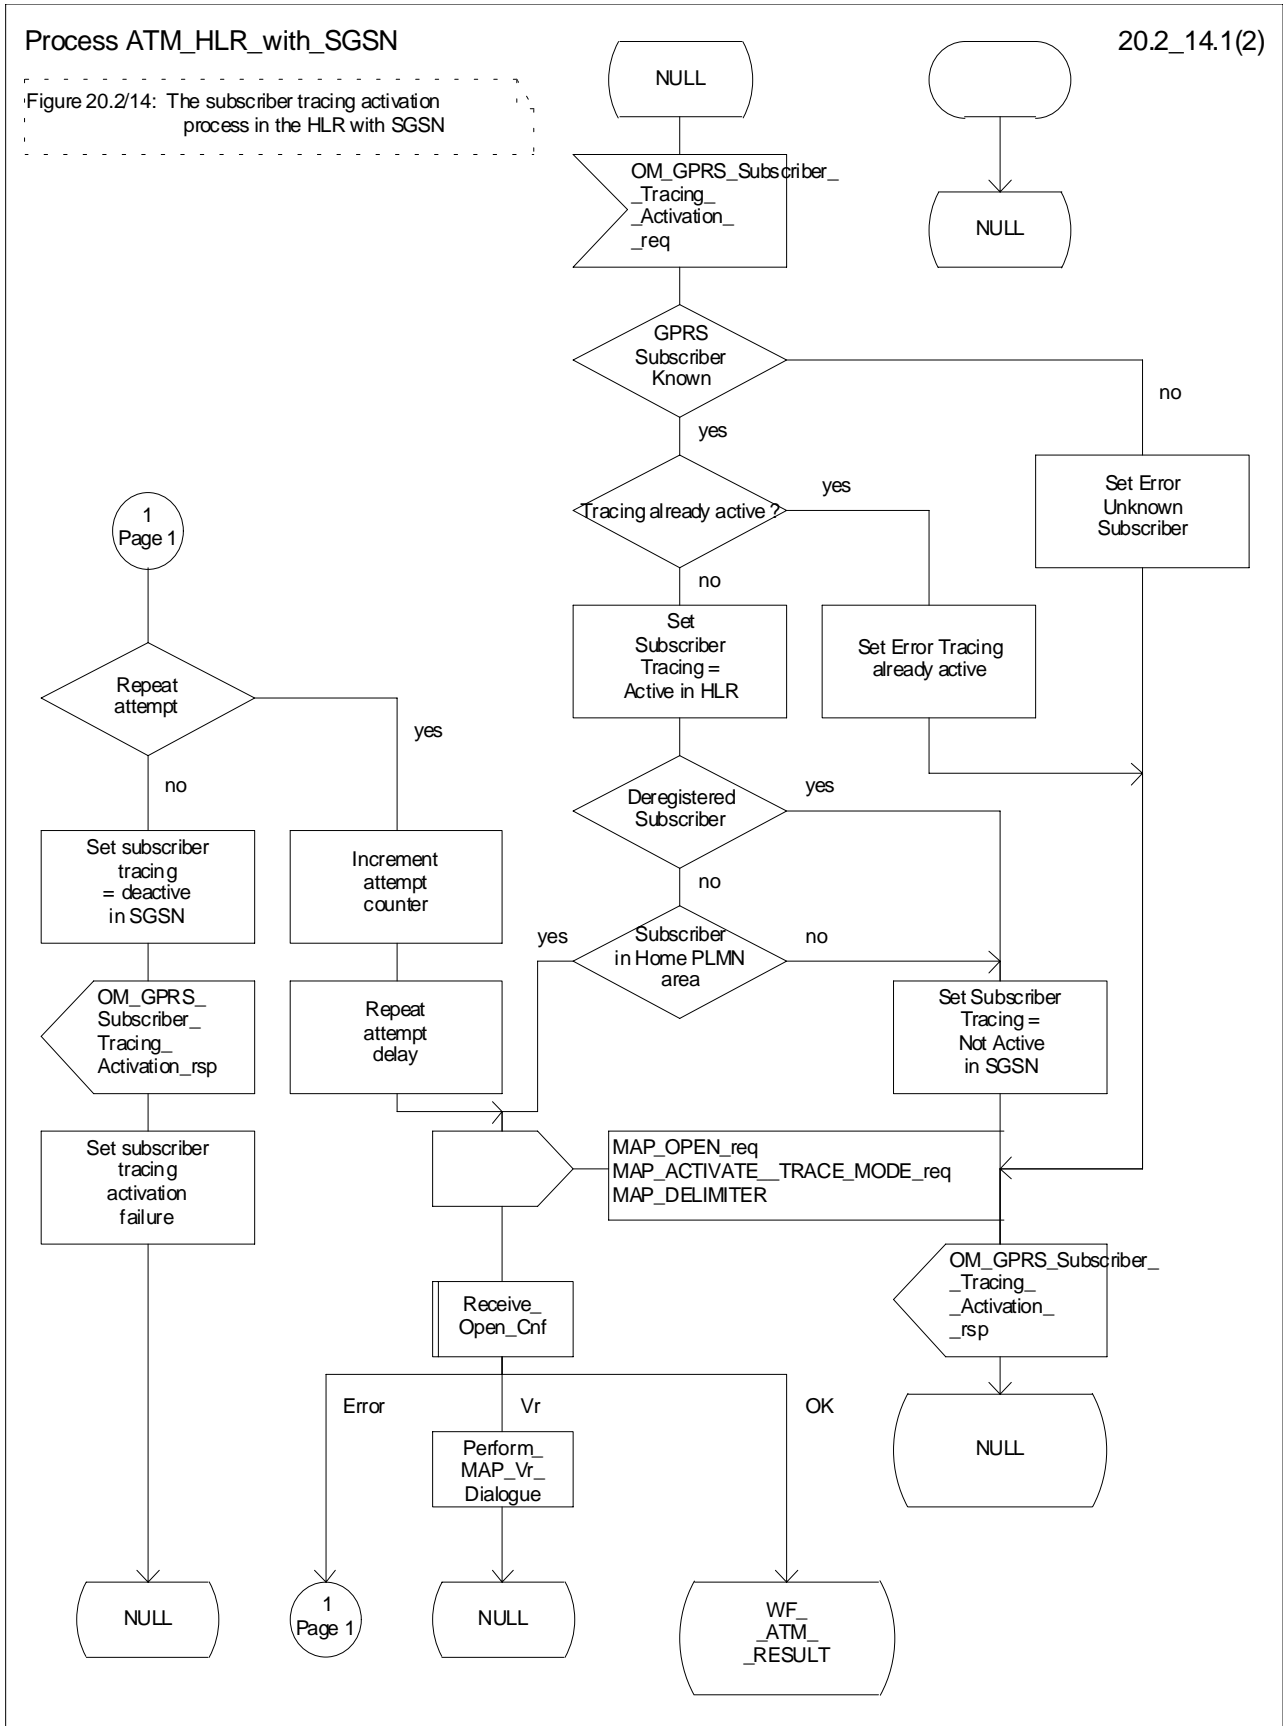 Process ATM_HLR_with_SGSN
20.2_14.1(2)
Figure 20.2/14: The subscriber tracing activation
process in the HLR with SGSN
NULL
OM_GPRS_Subscriber_
_Tracing_
_Activation_
_req
NULL
GPRS
Subscriber
Known
no
yes
Tracing already active ?
yes
Set Error
Unknown
Subscriber
1
Page 1
no
Set
Subscriber
Tracing =
Active in HLR
Set Error Tracing
already active
Repeat
attempt
yes
no
Deregistered
Subscriber
yes
Set subscriber
tracing
= deactive
in SGSN
Increment
attempt
counter
no
yes
Subscriber
in Home PLMN
area
no
OM_GPRS_
Subscriber_
Tracing_
Activation_rsp
Repeat
attempt
delay
Set Subscriber
Tracing =
Not Active
in SGSN
Set subscriber
tracing
activation
failure
MAP_OPEN_req
MAP_ACTIVATE__TRACE_MODE_req
MAP_DELIMITER
OM_GPRS_Subscriber_
_Tracing_
_Activation_
_rsp
Receive_
Open_Cnf
Error
Vr
OK
Perform_
MAP_Vr_
Dialogue
NULL
NULL
1
Page 1
NULL
WF_
_ATM_
_RESULT